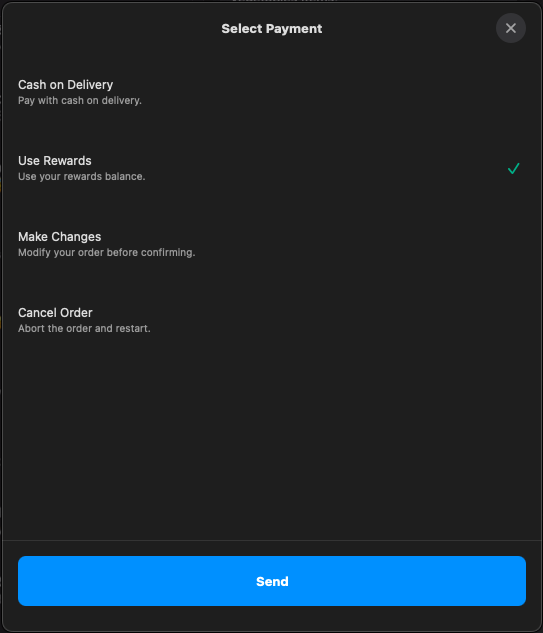 Select Payment
Cash on Delivery
Pay with cash on delivery.
Use Rewards
Use your rewards balance.
Make Changes
Modify your order before confirming.
Cancel Order
Abort the order and restart.
Send